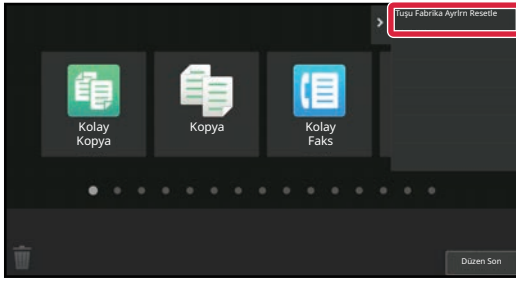 Tuşu Fabrika Ayrlrn Resetle
Kolay
Kopya
Kopya
Kolay
Faks
Düzen Son